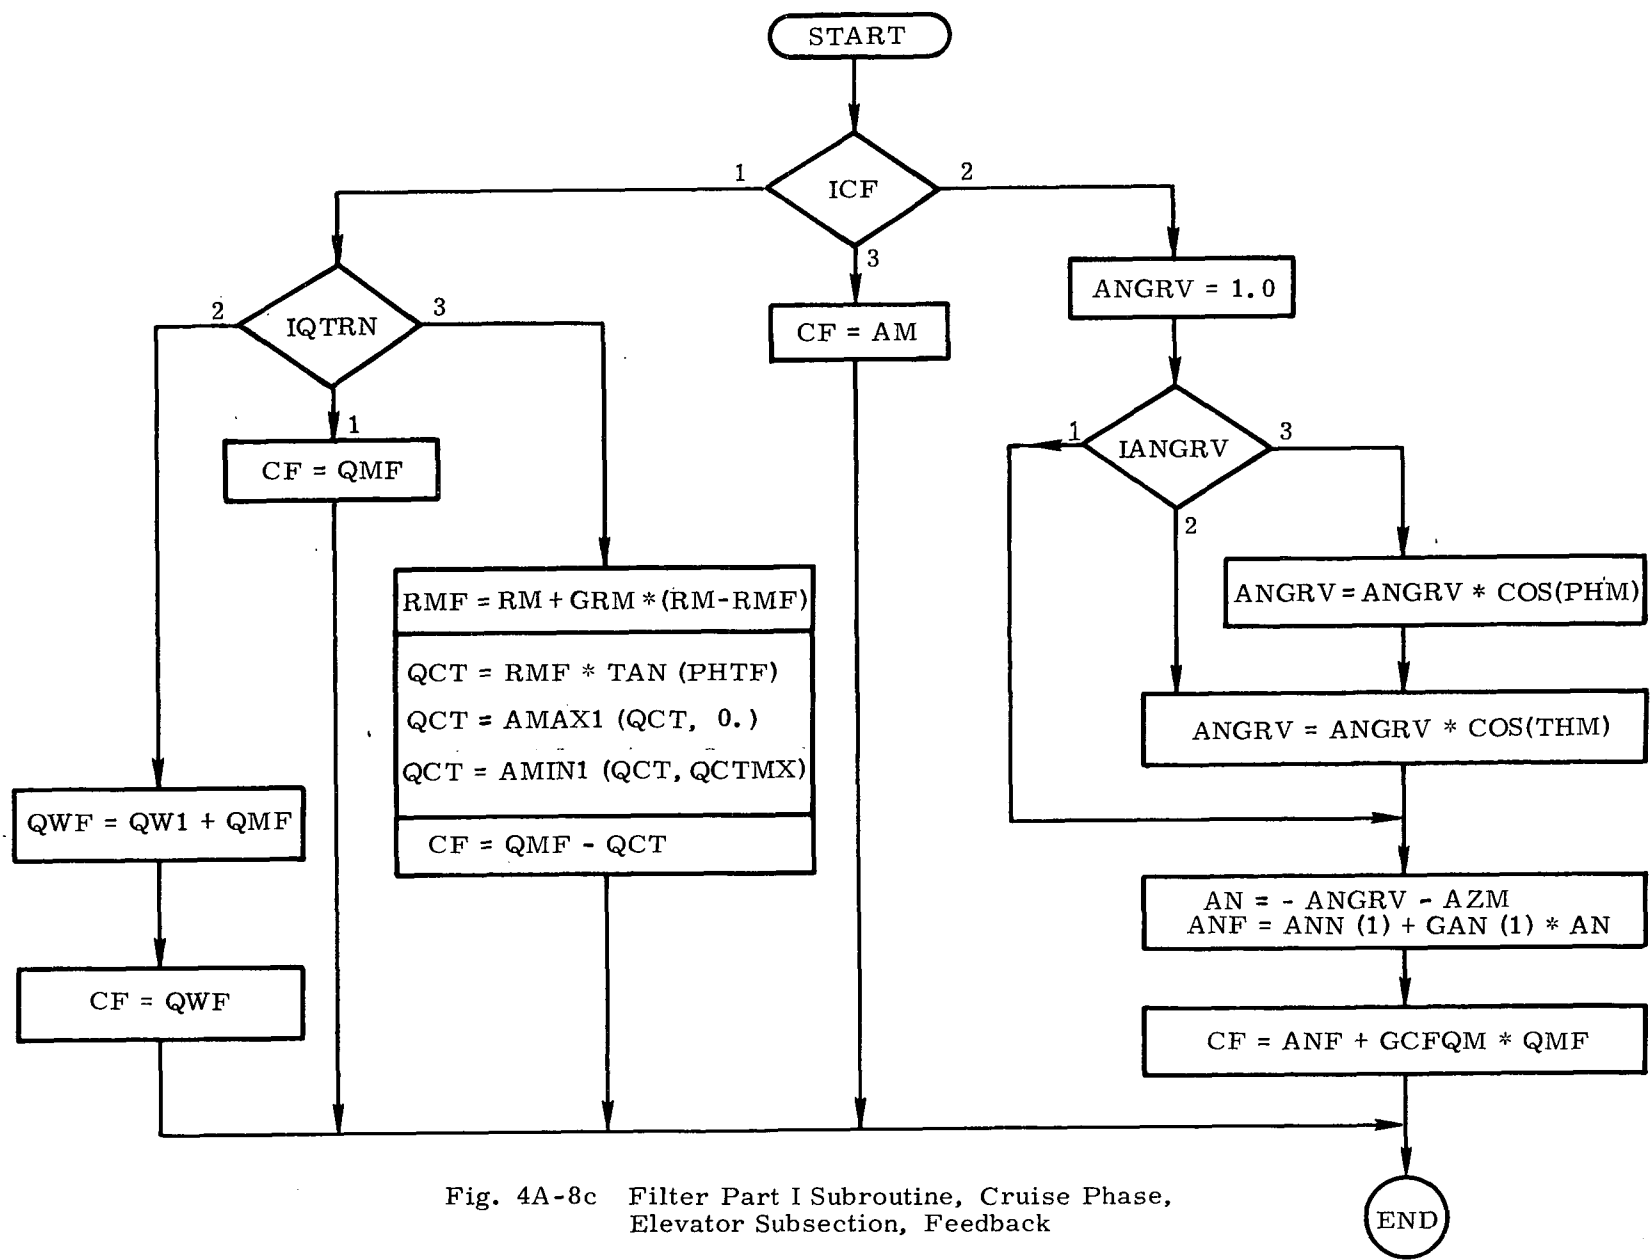 START
ICF
1
2
3
IQTRN
2
3
1
CF = QMF
CF = AM
ANGRV = 1.0
IANGRV
1
3
2
RMF = RM + GRM * (RM-RMF)
QCT = RMF * TAN (PHTF)
QCT = AMAX1 (QCT, 0.)
QCT = AMIN1 (QCT, QCTMX)
CF = QMF - QCT
QWF = QW1 + QMF
CF = QWF
ANGRV = ANGRV * COS(PHM)
ANGRV = ANGRV * COS(THM)
AN = - ANGRV - AZM
ANF = ANN (1) + GAN (1) * AN
CF = ANF + GCFQM * QMF
END
Fig. 4A-8c Filter Part I Subroutine, Cruise Phase,
Elevator Subsection, Feedback